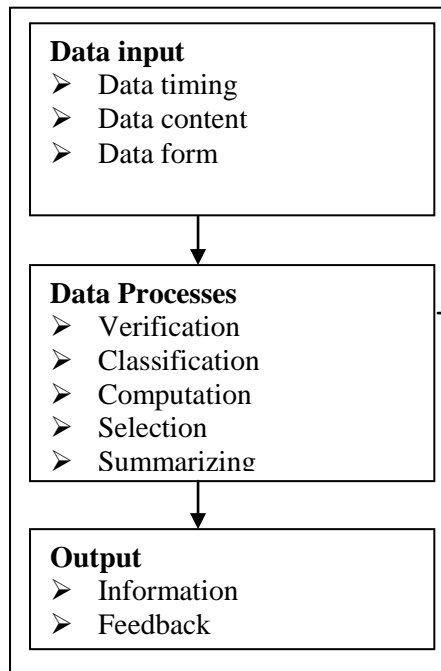 Data input
➢ Data timing
➢ Data content
➢ Data form
Data Processes
➢ Verification
➢ Classification
➢ Computation
➢ Selection
➢ Summarizing
Output
➢ Information
➢ Feedback